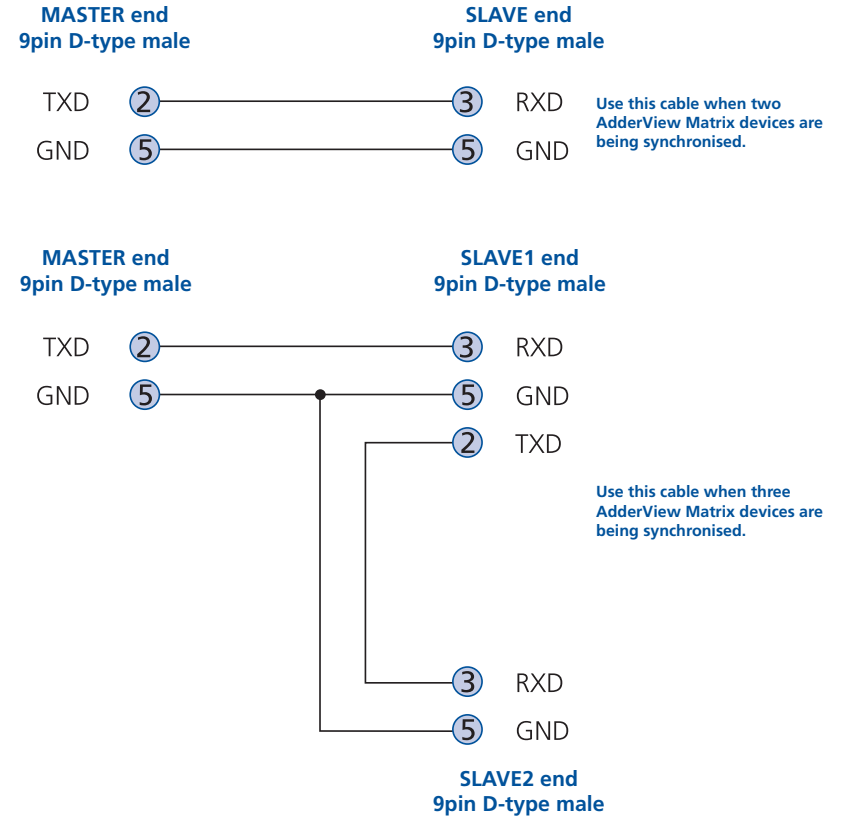 MASTER end
9pin D-type male
SLAVE end
9pin D-type male
TXD 2 3 RXD
GND 5 5 GND
Use this cable when two
AdderView Matrix devices are
being synchronised.
MASTER end
9pin D-type male
SLAVE1 end
9pin D-type male
TXD 2 3 RXD
GND 5 5 GND
2 TXD
Use this cable when three
AdderView Matrix devices are
being synchronised.
3 RXD
5 GND
SLAVE2 end
9pin D-type male